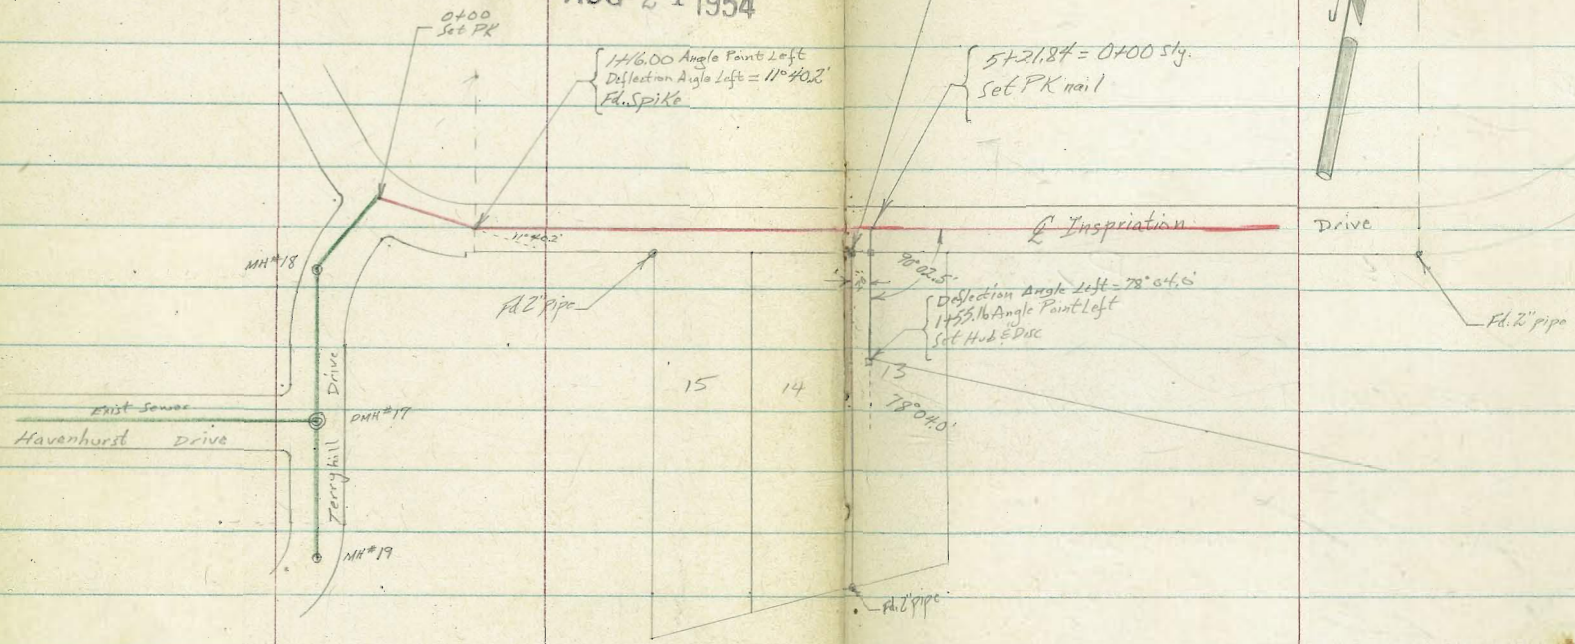 AUG 24 1954
0+00
Set PK
1+16.00 Angle Point Left
Deflection Angle Left = 11°40.2'
Fd. Spike
5+21.84 = 0+00 Sly.
Set PK nail
℄ Inspriation Drive
11°40.2'
MH#18
Fd. 2" pipe
90°02.5'
Deflection Angle Left = 78°04.0'
1+55.16 Angle Point Left
Set Hub & Disc
Fd. 2" pipe
15
14
13
78°04.0'
Exist Sewer
DMH#17
Havenhurst Drive
Terryhill Drive
MH#19
Fd. 2" pipe